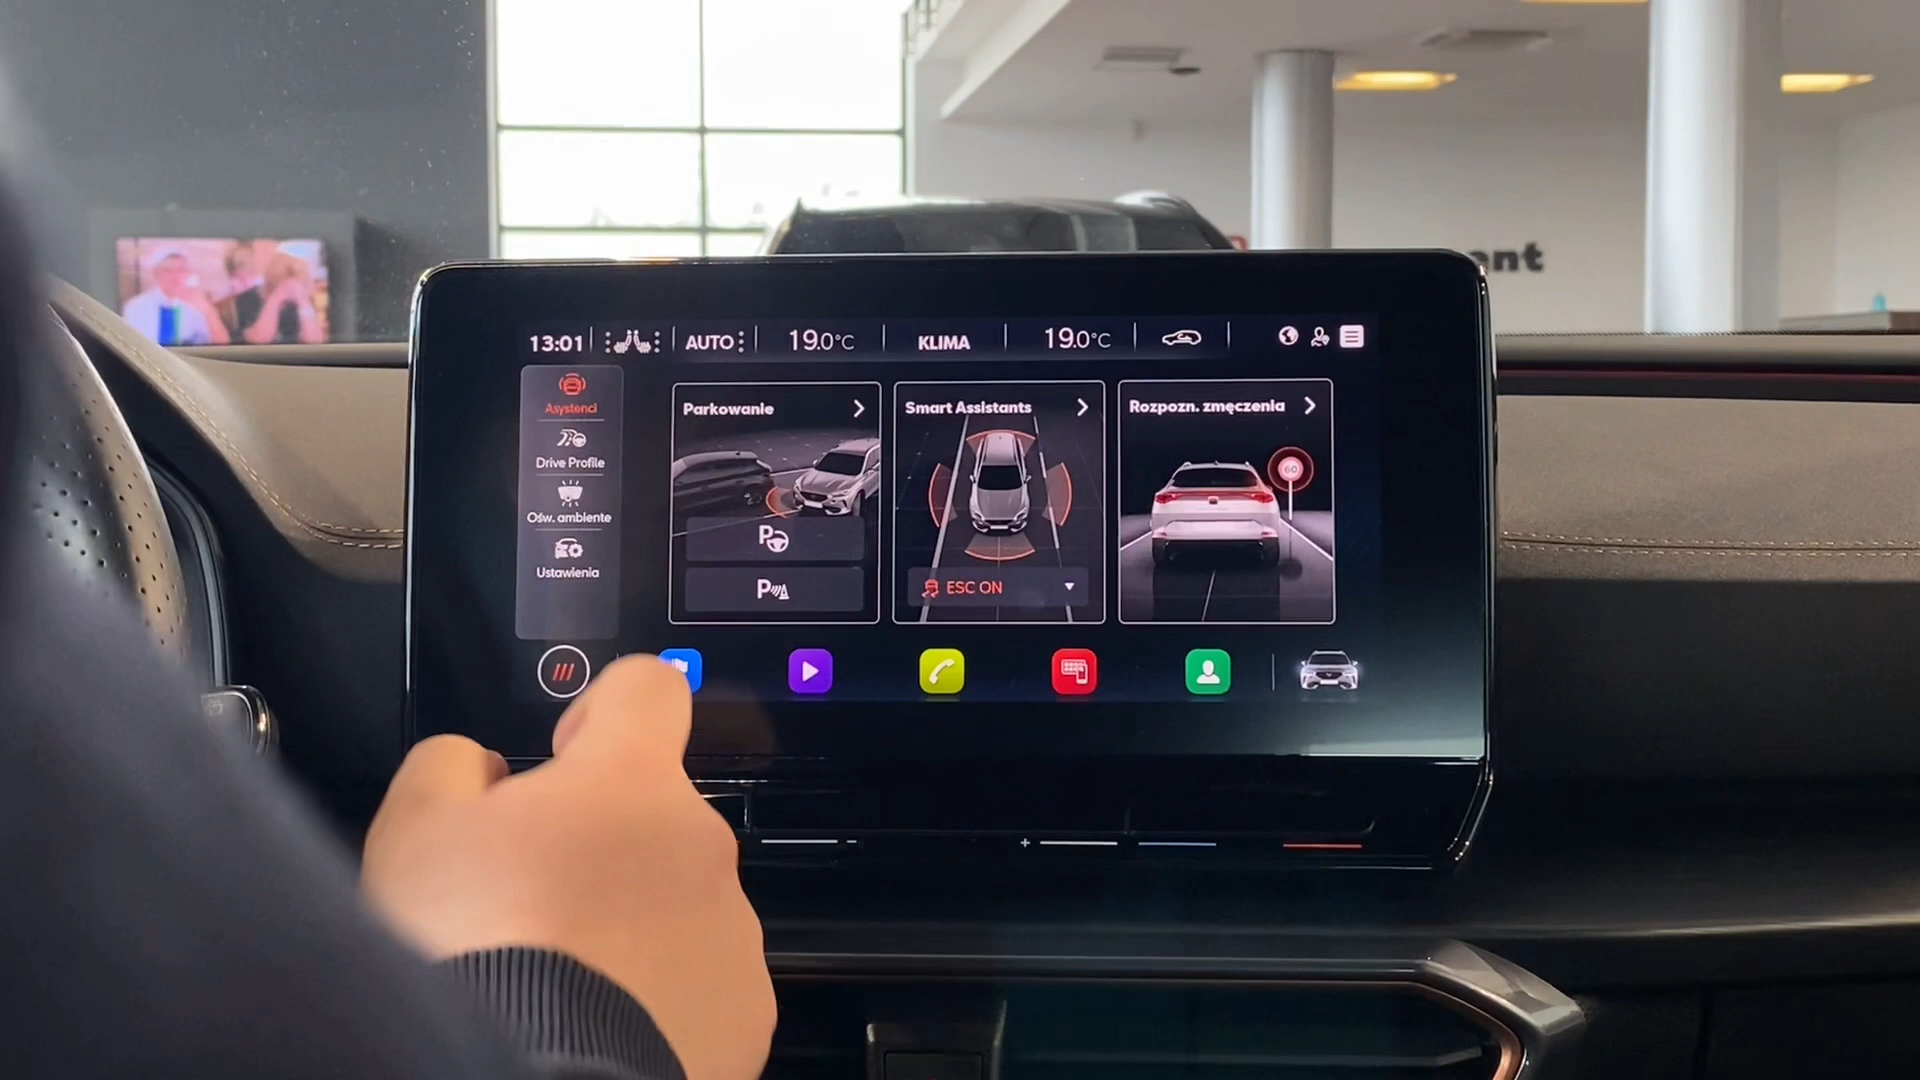 ent
13:01 AUTO 19.0°C KLIMA 19.0°C
Asystenci
Drive Profile
Ośw. ambiente
Ustawienia
Parkowanie
P
P
Smart Assistants
ESC ON
Rozpozn. zmęczenia
60
- +